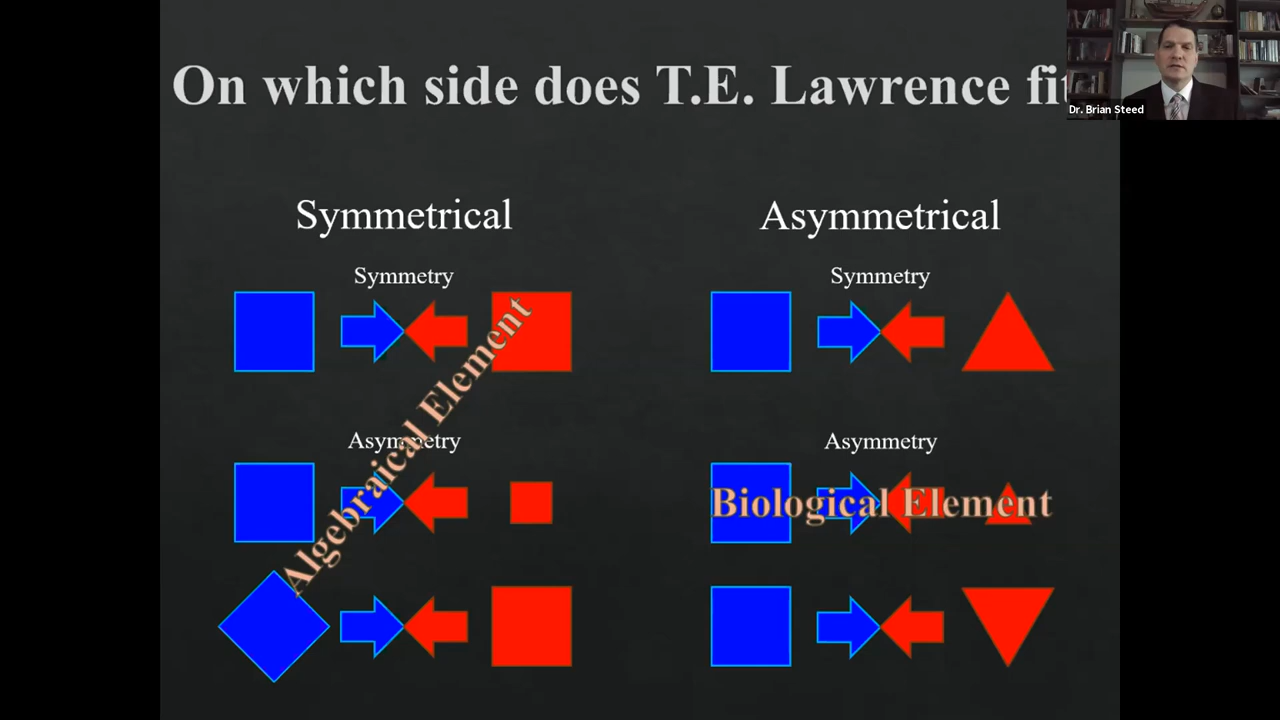 On which side does T.E. Lawrence fit
Dr. Brian Steed
Symmetrical
Asymmetrical
Symmetry
Symmetry
Algebraical Element
Asymmetry
Asymmetry
Biological Element